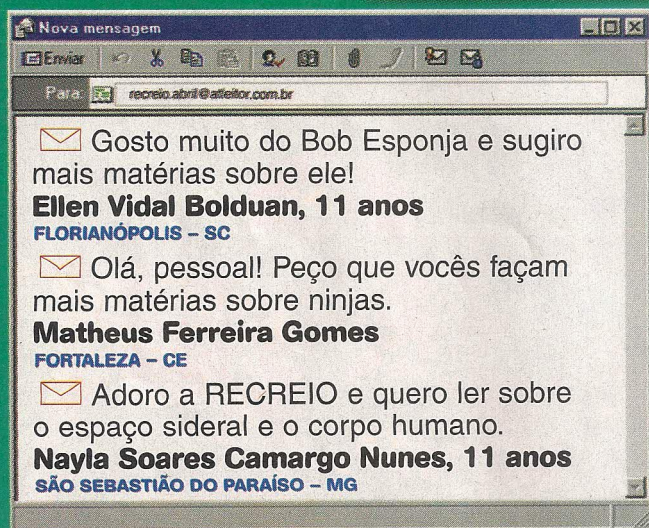 Nova mensagem
Enviar
Para: recreio.abril@atleitor.com.br
Gosto muito do Bob Esponja e sugiro
mais matérias sobre ele!
Ellen Vidal Bolduan, 11 anos
FLORIANÓPOLIS – SC
Olá, pessoal! Peço que vocês façam
mais matérias sobre ninjas.
Matheus Ferreira Gomes
FORTALEZA – CE
Adoro a RECREIO e quero ler sobre
o espaço sideral e o corpo humano.
Nayla Soares Camargo Nunes, 11 anos
SÃO SEBASTIÃO DO PARAÍSO – MG